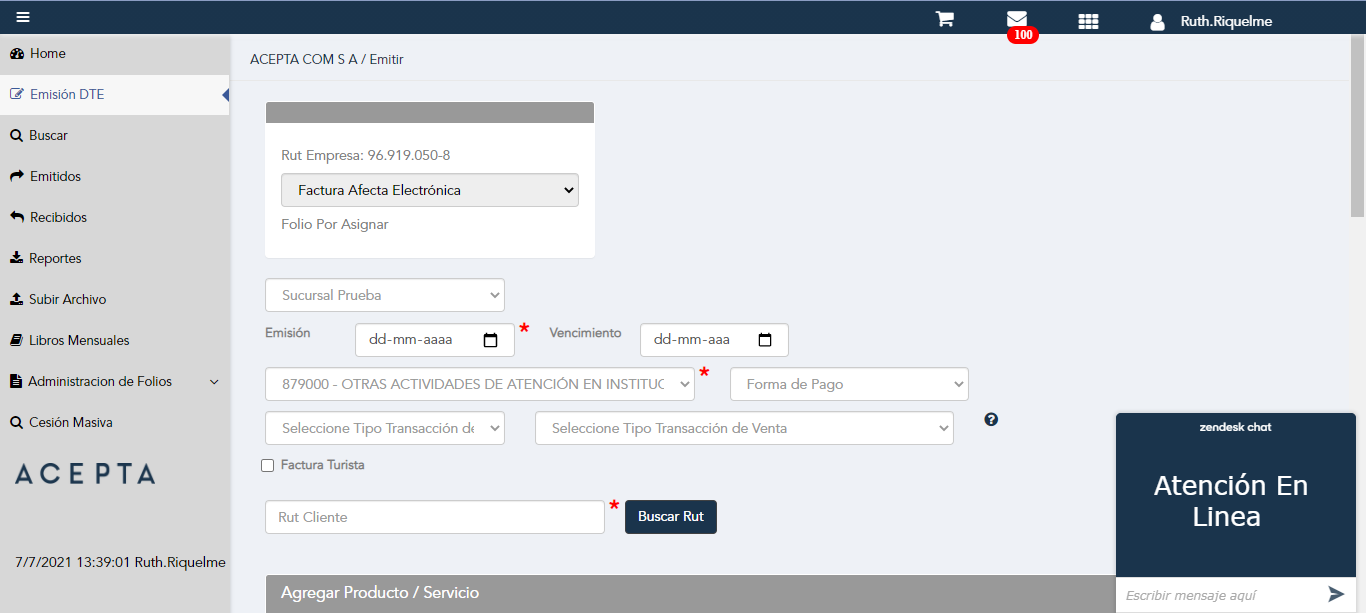 Ruth.Riquelme
100
Home
Emisión DTE
Buscar
Emitidos
Recibidos
Reportes
Subir Archivo
Libros Mensuales
Administracion de Folios
Cesión Masiva
ACEPTA
7/7/2021 13:39:01 Ruth.Riquelme
ACEPTA COM S A / Emitir
Rut Empresa: 96.919.050-8
Factura Afecta Electrónica
Folio Por Asignar
Sucursal Prueba
Emisión dd-mm-aaaa * Vencimiento dd-mm-aaa
879000 - OTRAS ACTIVIDADES DE ATENCIÓN EN INSTITUC * Forma de Pago
Seleccione Tipo Transacción de Seleccione Tipo Transacción de Venta ?
Factura Turista
Rut Cliente * Buscar Rut
Agregar Producto / Servicio
zendesk chat
Atención En
Linea
Escribir mensaje aquí